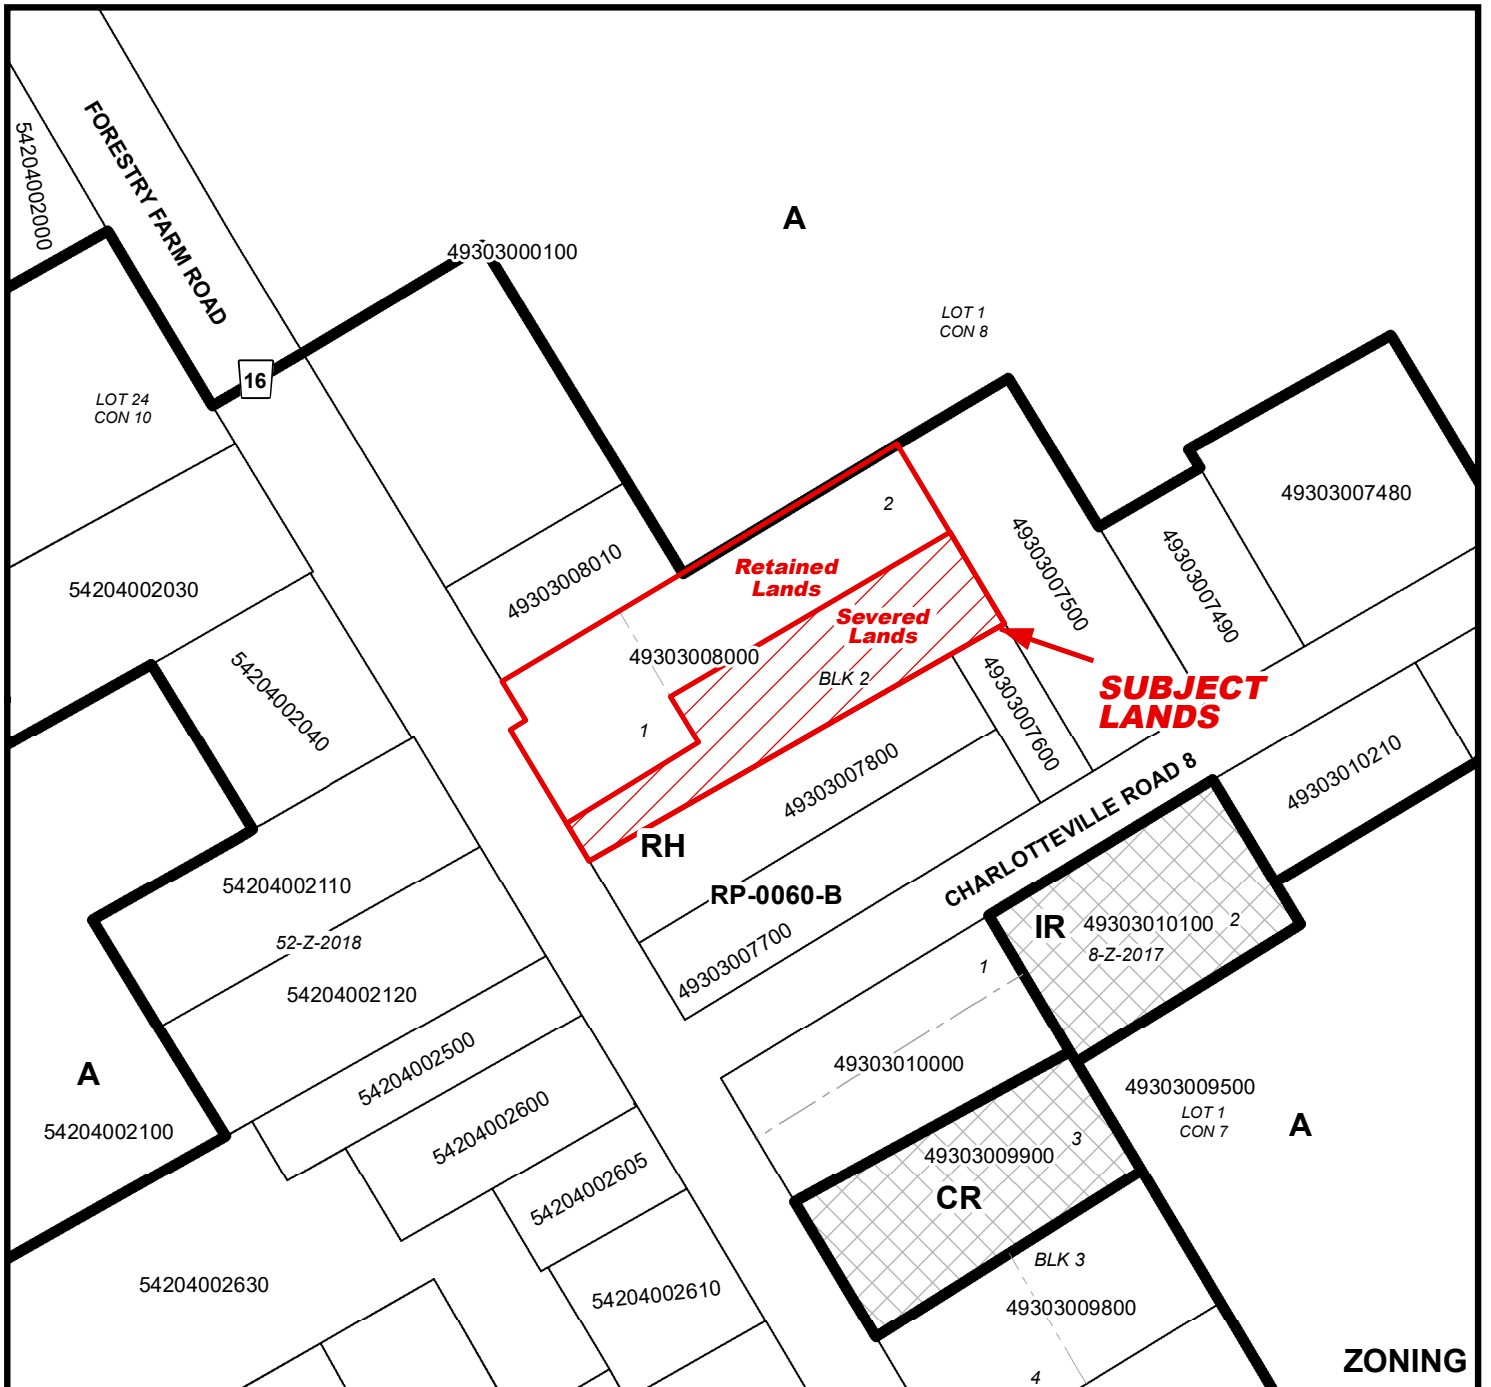 FORESTRY FARM ROAD
54204002000
A
49303000100
LOT 1
CON 8
16
LOT 24
CON 10
2
49303007480
49303007500
49303007490
49303008010
Retained
Lands
54204002030
Severed
Lands
49303008000
BLK 2
54204002040
1
49303007600
SUBJECT
LANDS
49303007800
49303010210
CHARLOTTEVILLE ROAD 8
RH
RP-0060-B
54204002110
52-Z-2018
IR
49303010100
2
8-Z-2017
49303007700
1
54204002120
54204002500
49303010000
A
54204002100
49303009500
LOT 1
CON 7
A
54204002600
3
49303009900
CR
54204002605
BLK 3
54204002630
54204002610
49303009800
ZONING
4